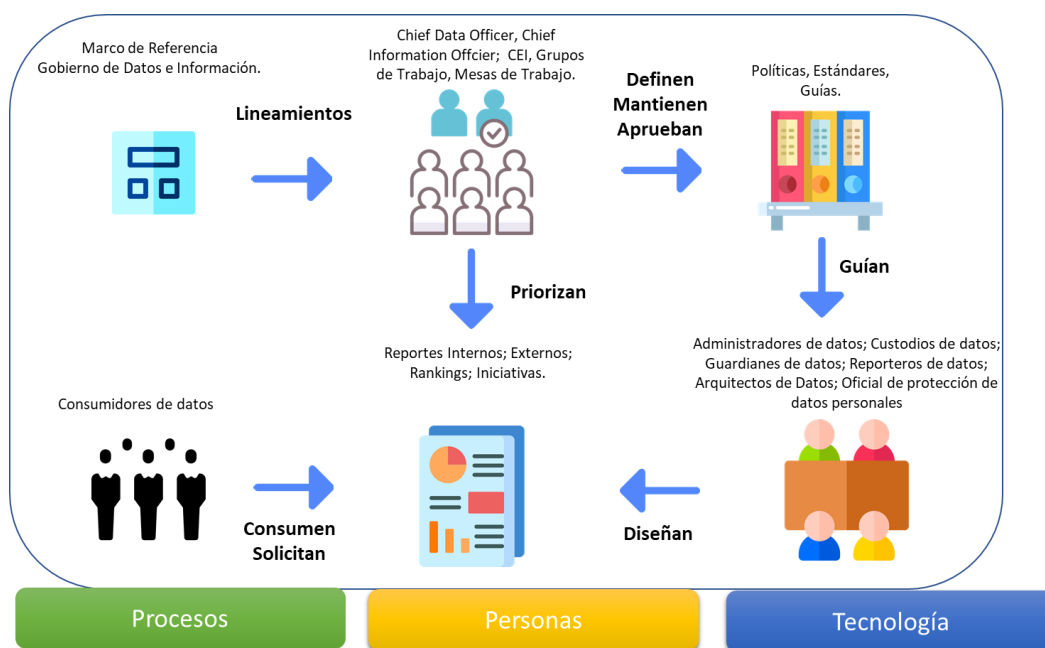 Marco de Referencia
Gobierno de Datos e Información.
Lineamientos
Chief Data Officer, Chief
Information Offcier; CEI, Grupos
de Trabajo, Mesas de Trabajo.
Definen
Mantienen
Aprueban
Políticas, Estándares,
Guías.
Priorizan
Guían
Reportes Internos; Externos;
Rankings; Iniciativas.
Administradores de datos; Custodios de datos;
Guardianes de datos; Reporteros de datos;
Arquitectos de Datos; Oficial de protección de
datos personales
Consumidores de datos
Consumen
Solicitan
Diseñan
Procesos
Personas
Tecnología